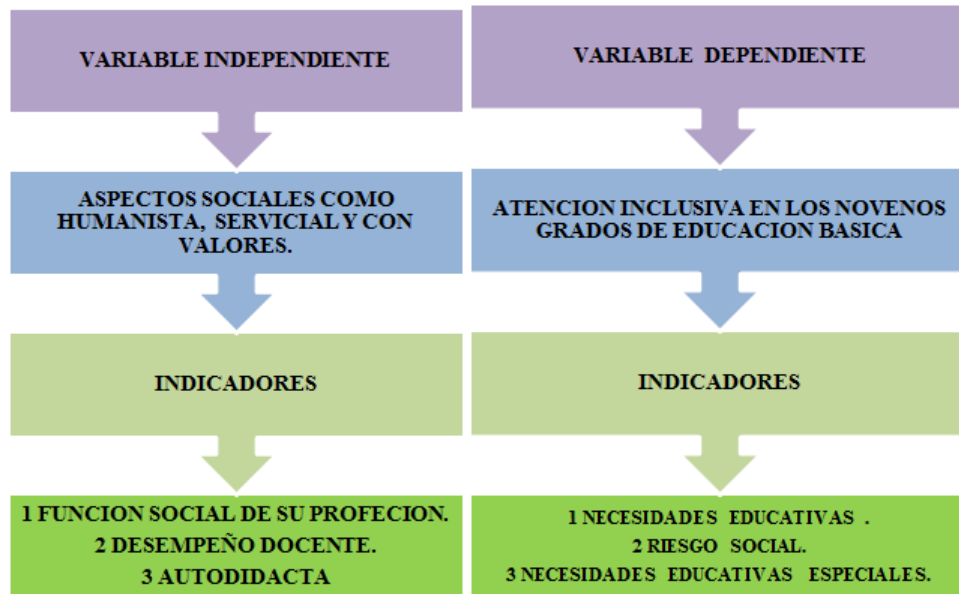 VARIABLE INDEPENDIENTE
ASPECTOS SOCIALES COMO
HUMANISTA, SERVICIAL Y CON
VALORES.
INDICADORES
1 FUNCION SOCIAL DE SU PROFECION.
2 DESEMPEÑO DOCENTE.
3 AUTODIDACTA
VARIABLE DEPENDIENTE
ATENCION INCLUSIVA EN LOS NOVENOS
GRADOS DE EDUCACION BASICA
INDICADORES
1 NECESIDADES EDUCATIVAS .
2 RIESGO SOCIAL.
3 NECESIDADES EDUCATIVAS ESPECIALES.